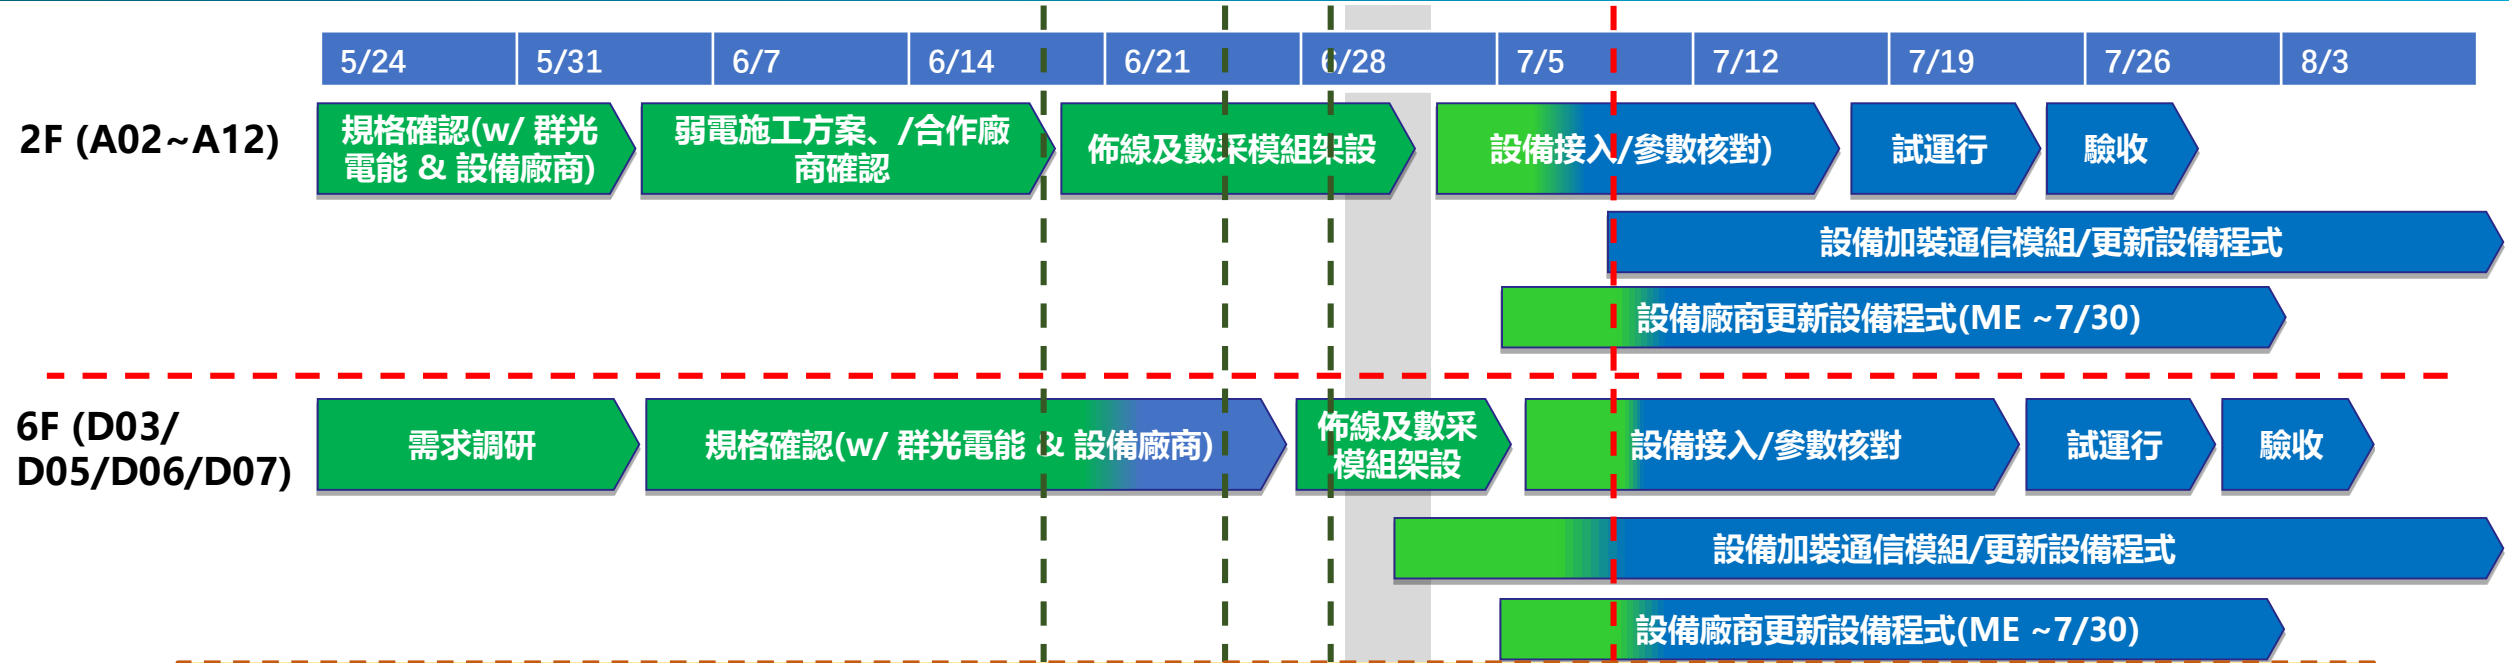 5/24
5/31
6/7
6/14
6/21
6/28
7/5
7/12
7/19
7/26
8/3
2F (A02~A12)
規格確認(w/ 群光
電能 & 設備廠商)
弱電施工方案、/合作廠
商確認
佈線及數采模組架設
設備接入/參數核對)
試運行
驗收
設備加裝通信模組/更新設備程式
設備廠商更新設備程式(ME ~7/30)
6F (D03/
D05/D06/D07)
需求調研
規格確認(w/ 群光電能 & 設備廠商)
佈線及數采
模組架設
設備接入/參數核對
試運行
驗收
設備加裝通信模組/更新設備程式
設備廠商更新設備程式(ME ~7/30)